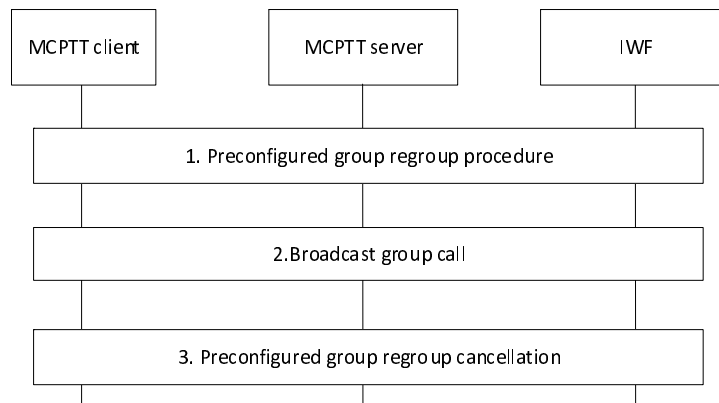 MCPTT client
MCPTT server
IWF
1. Preconfigured group regroup procedure
2.Broadcast group call
3. Preconfigured group regroup cancellation